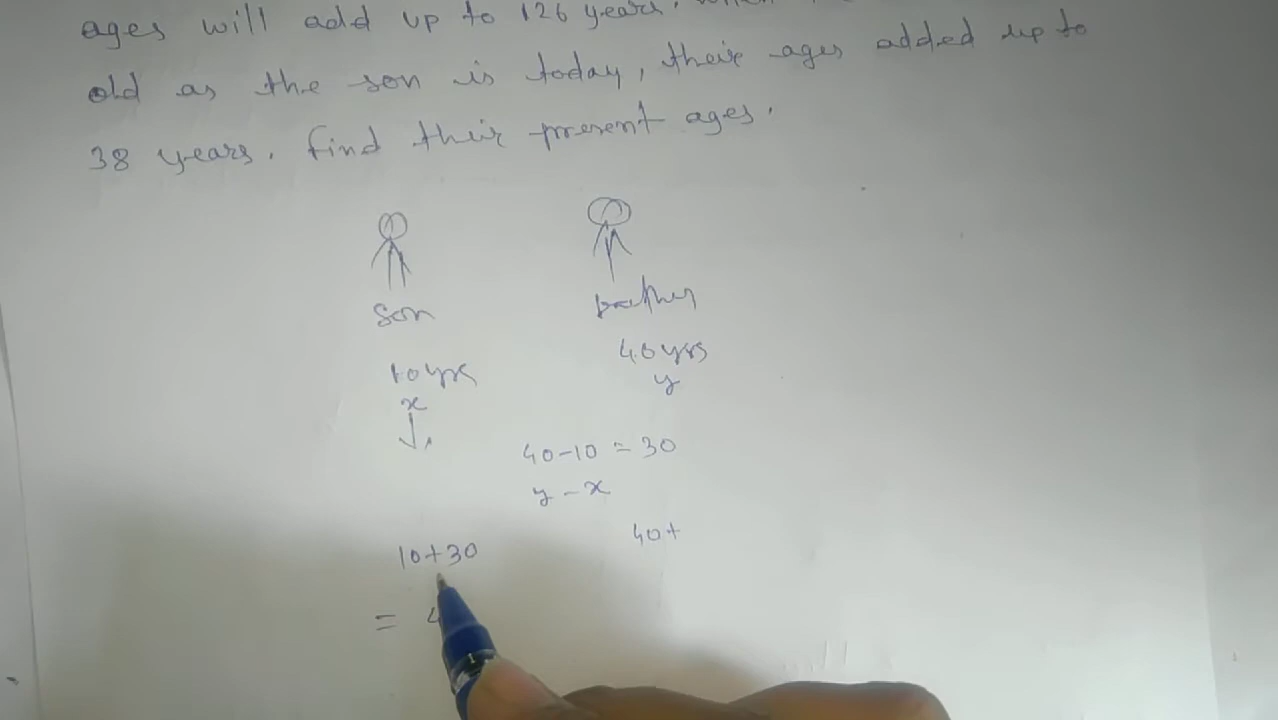 ages will add up to 126 years.
old as the son is today, their ages added up to
38 years. find their present ages.
son father
10 yrs 40 yrs
x y
40-10 = 30
y - x
10+30 40+
= 4